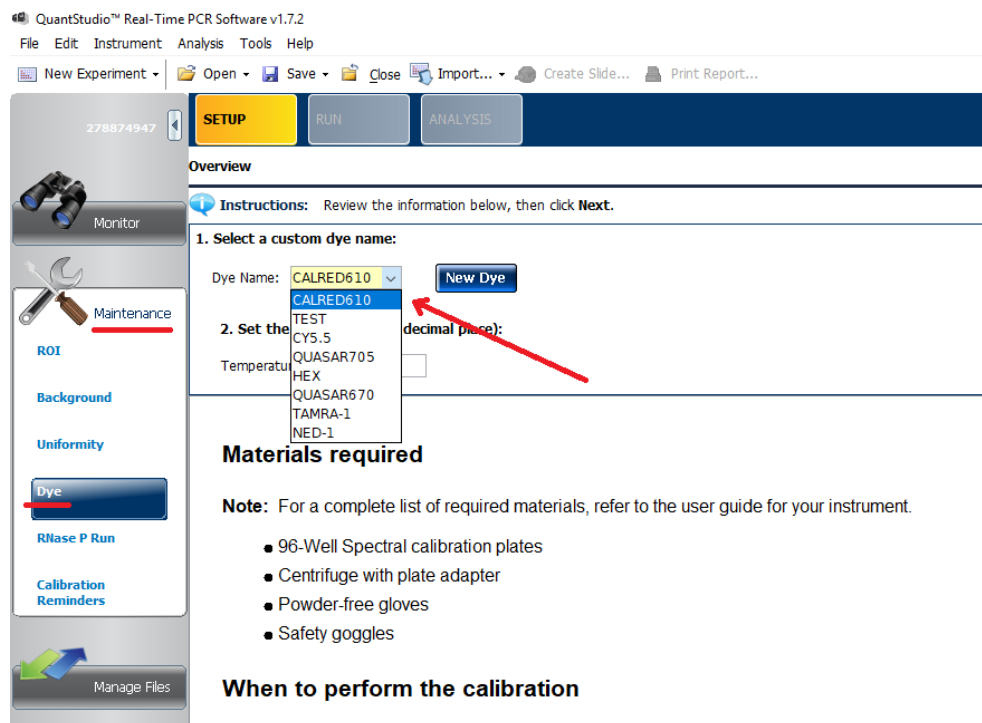 QuantStudio™ Real-Time PCR Software v1.7.2
File Edit Instrument Analysis Tools Help
New Experiment Open Save Close Import... Create Slide... Print Report...
278874947
SETUP RUN ANALYSIS
Overview
Monitor
Instructions: Review the information below, then click Next.
1. Select a custom dye name:
Dye Name: CALRED610 New Dye
CALRED610
TEST
CY5.5
QUASAR705
HEX
QUASAR670
TAMRA-1
NED-1
2. Set the decimal place):
Maintenance
ROI
Background
Uniformity
Dye
RNase P Run
Calibration
Reminders
Manage Files
Materials required
Note: For a complete list of required materials, refer to the user guide for your instrument.
96-Well Spectral calibration plates
Centrifuge with plate adapter
Powder-free gloves
Safety goggles
When to perform the calibration